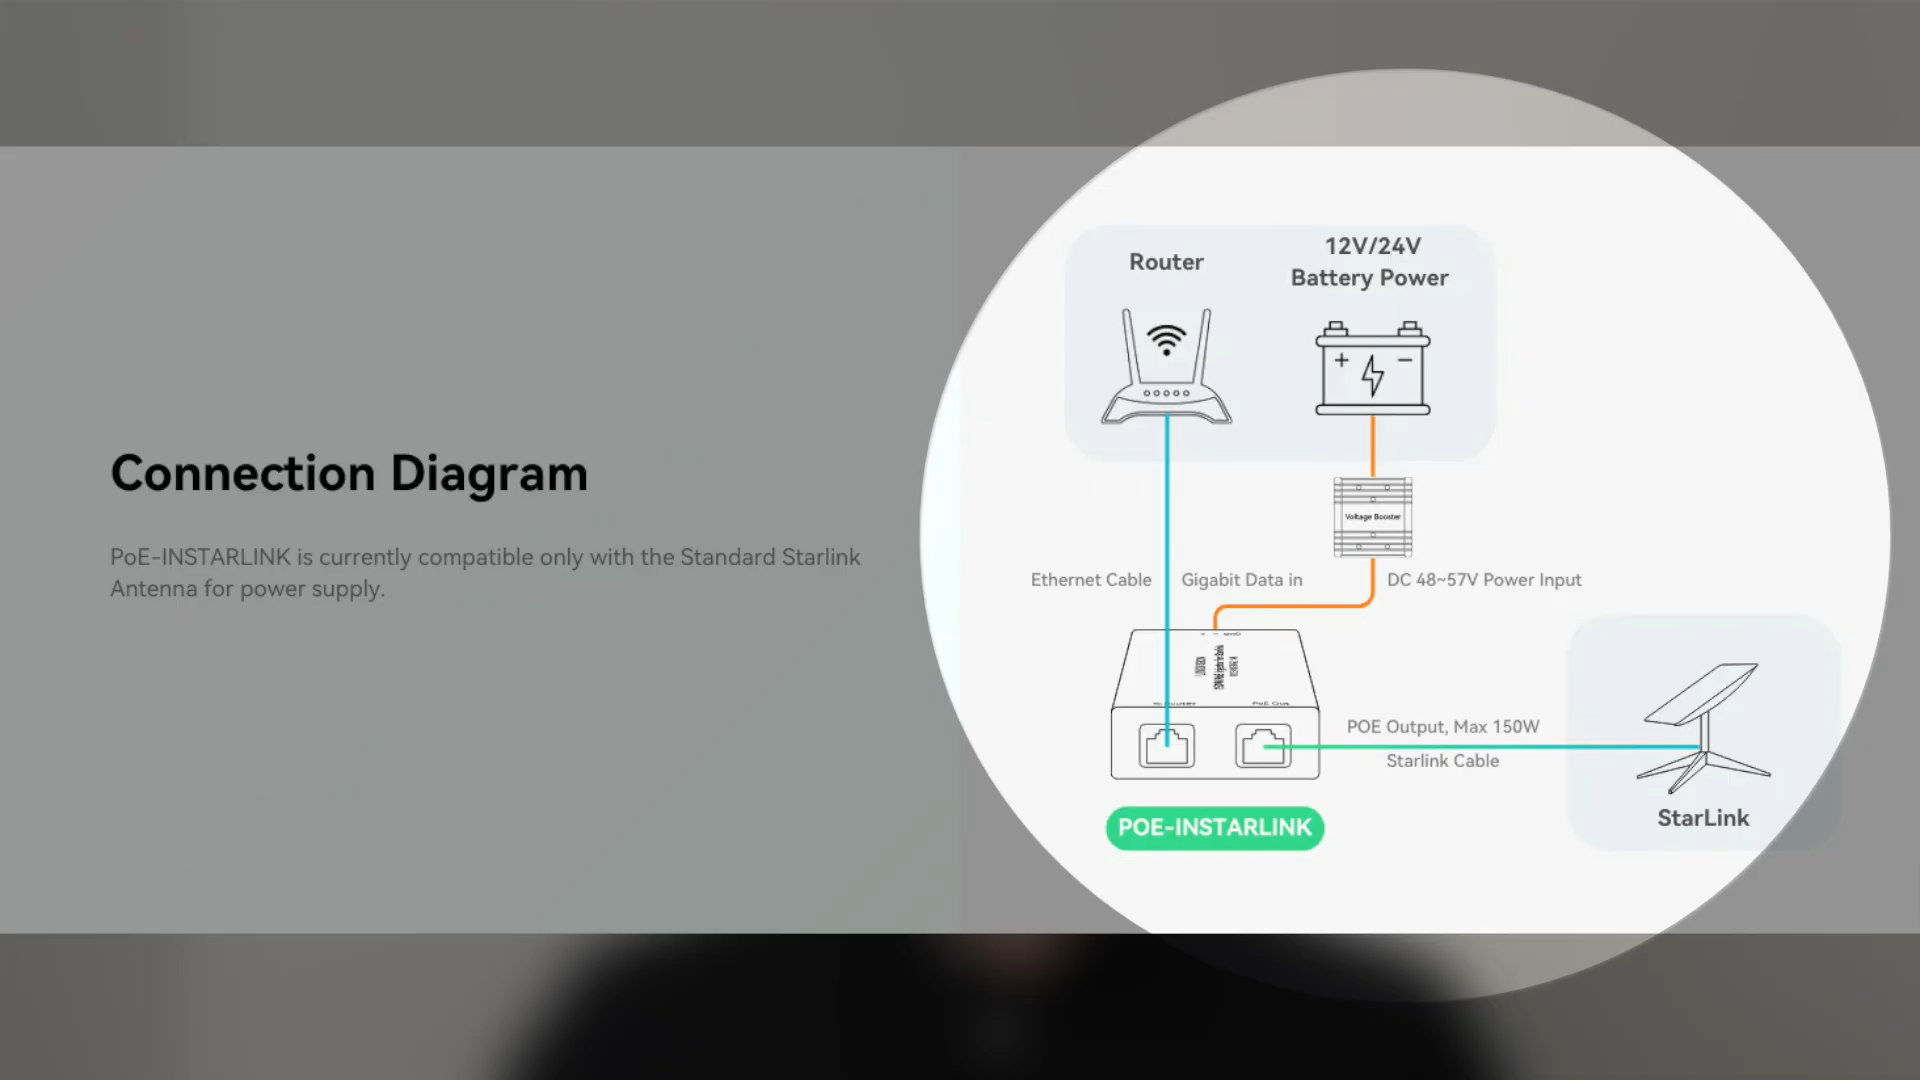 Connection Diagram
PoE-INSTARLINK is currently compatible only with the Standard Starlink
Antenna for power supply.
Router
12V/24V
Battery Power
Voltage Booster
Ethernet Cable
Gigabit Data in
DC 48~57V Power Input
PoE Out
POE Output, Max 150W
Starlink Cable
POE-INSTARLINK
StarLink